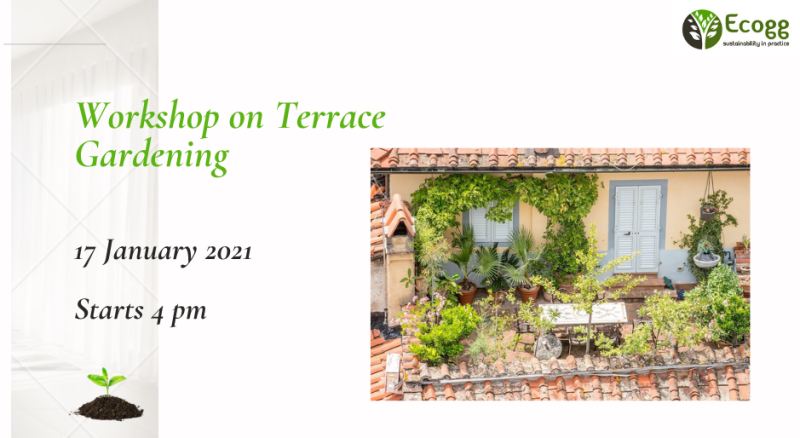 Ecogg
sustainability in practice
Workshop on Terrace
Gardening
17 January 2021
Starts 4 pm